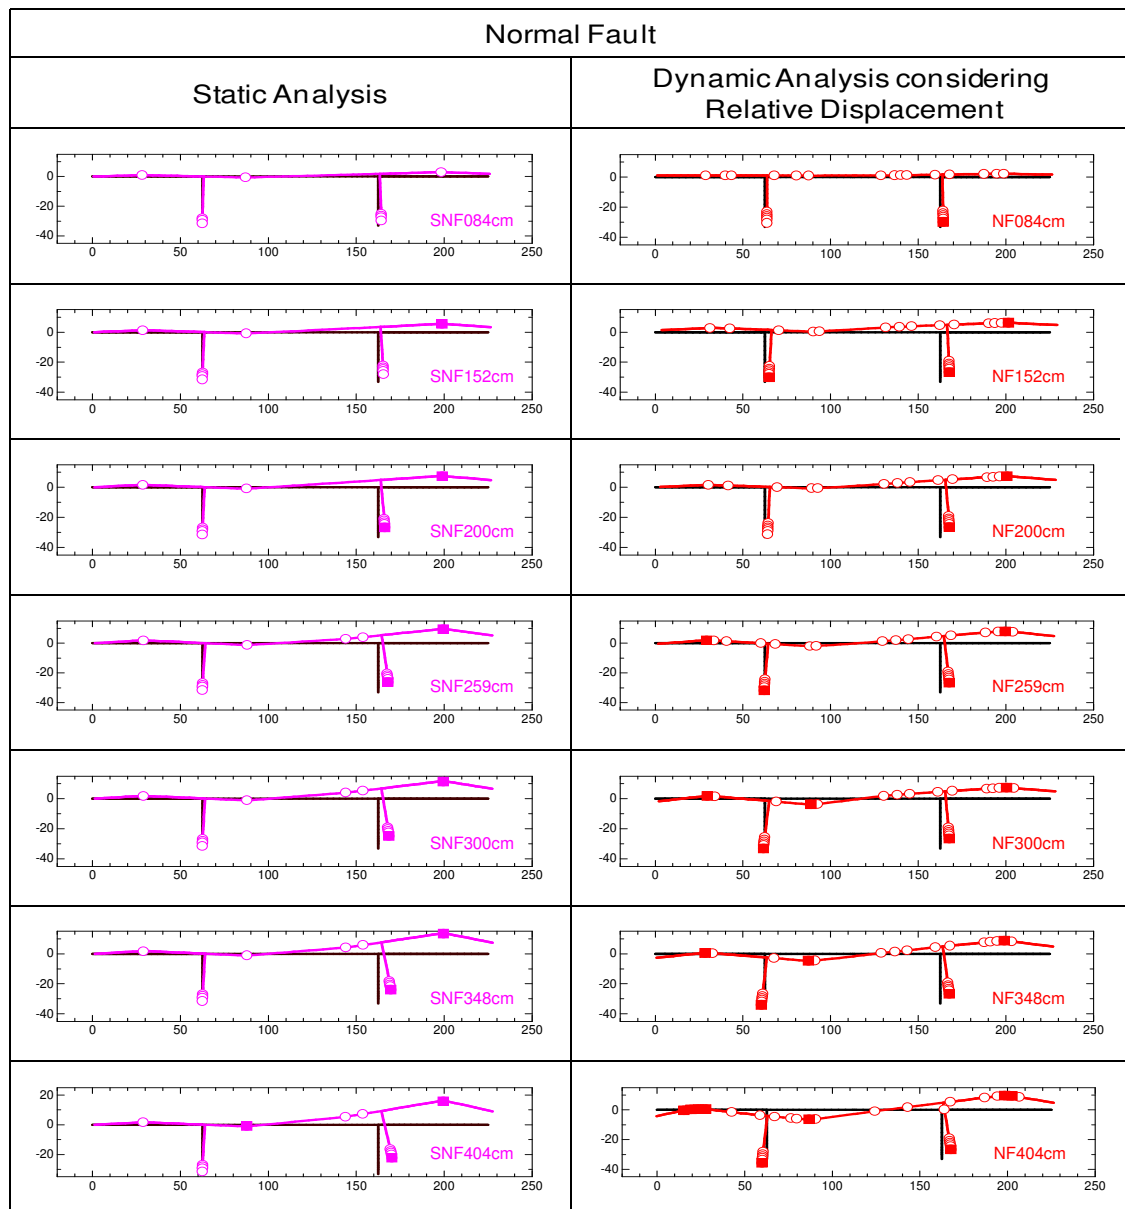 Normal Fault
Static Analysis
Dynamic Analysis considering
Relative Displacement
0
-20
-40
SNF084cm
0 50 100 150 200 250
0
-20
-40
NF084cm
0 50 100 150 200 250
0
-20
-40
SNF152cm
0 50 100 150 200 250
0
-20
-40
NF152cm
0 50 100 150 200 250
0
-20
-40
SNF200cm
0 50 100 150 200 250
0
-20
-40
NF200cm
0 50 100 150 200 250
0
-20
-40
SNF259cm
0 50 100 150 200 250
0
-20
-40
NF259cm
0 50 100 150 200 250
0
-20
-40
SNF300cm
0 50 100 150 200 250
0
-20
-40
NF300cm
0 50 100 150 200 250
0
-20
-40
SNF348cm
0 50 100 150 200 250
0
-20
-40
NF348cm
0 50 100 150 200 250
20
0
-20
SNF404cm
0 50 100 150 200 250
10
0
-10
-20
-30
-40
NF404cm
0 50 100 150 200 250